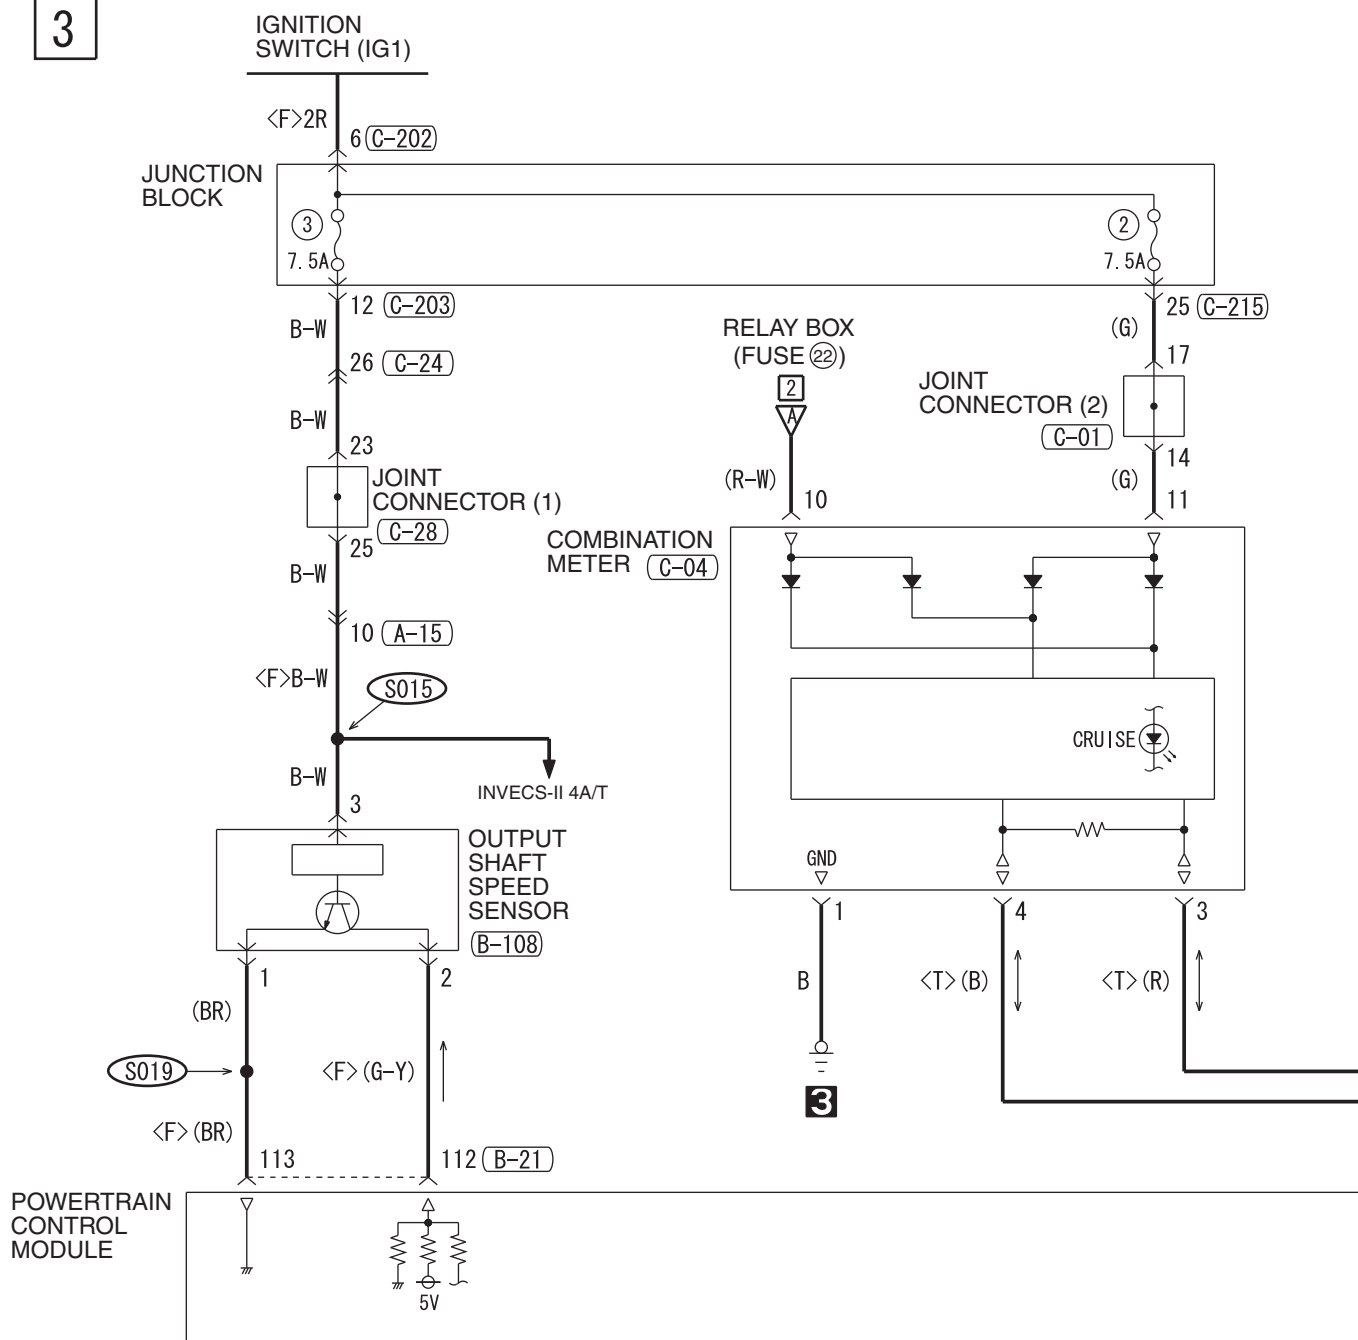 3
IGNITION
SWITCH (IG1)
<F>2R
6 C-202
JUNCTION
BLOCK
3
2
7.5A
7.5A
12 C-203
25 C-215
B-W
(G)
RELAY BOX
(FUSE 22)
26 C-24
17
2
A
JOINT
CONNECTOR (2)
C-01
B-W
23
14
JOINT
CONNECTOR (1)
C-28
(R-W)
10
(G)
11
25
COMBINATION
METER C-04
B-W
10 A-15
<F>B-W
S015
CRUISE
B-W
INVECS-II 4A/T
3
OUTPUT
SHAFT
SPEED
SENSOR
B-108
GND
1
4
3
1
2
B
<T>(B)
<T>(R)
(BR)
S019
<F>(G-Y)
3
<F>(BR)
113
112 B-21
POWERTRAIN
CONTROL
MODULE
5V